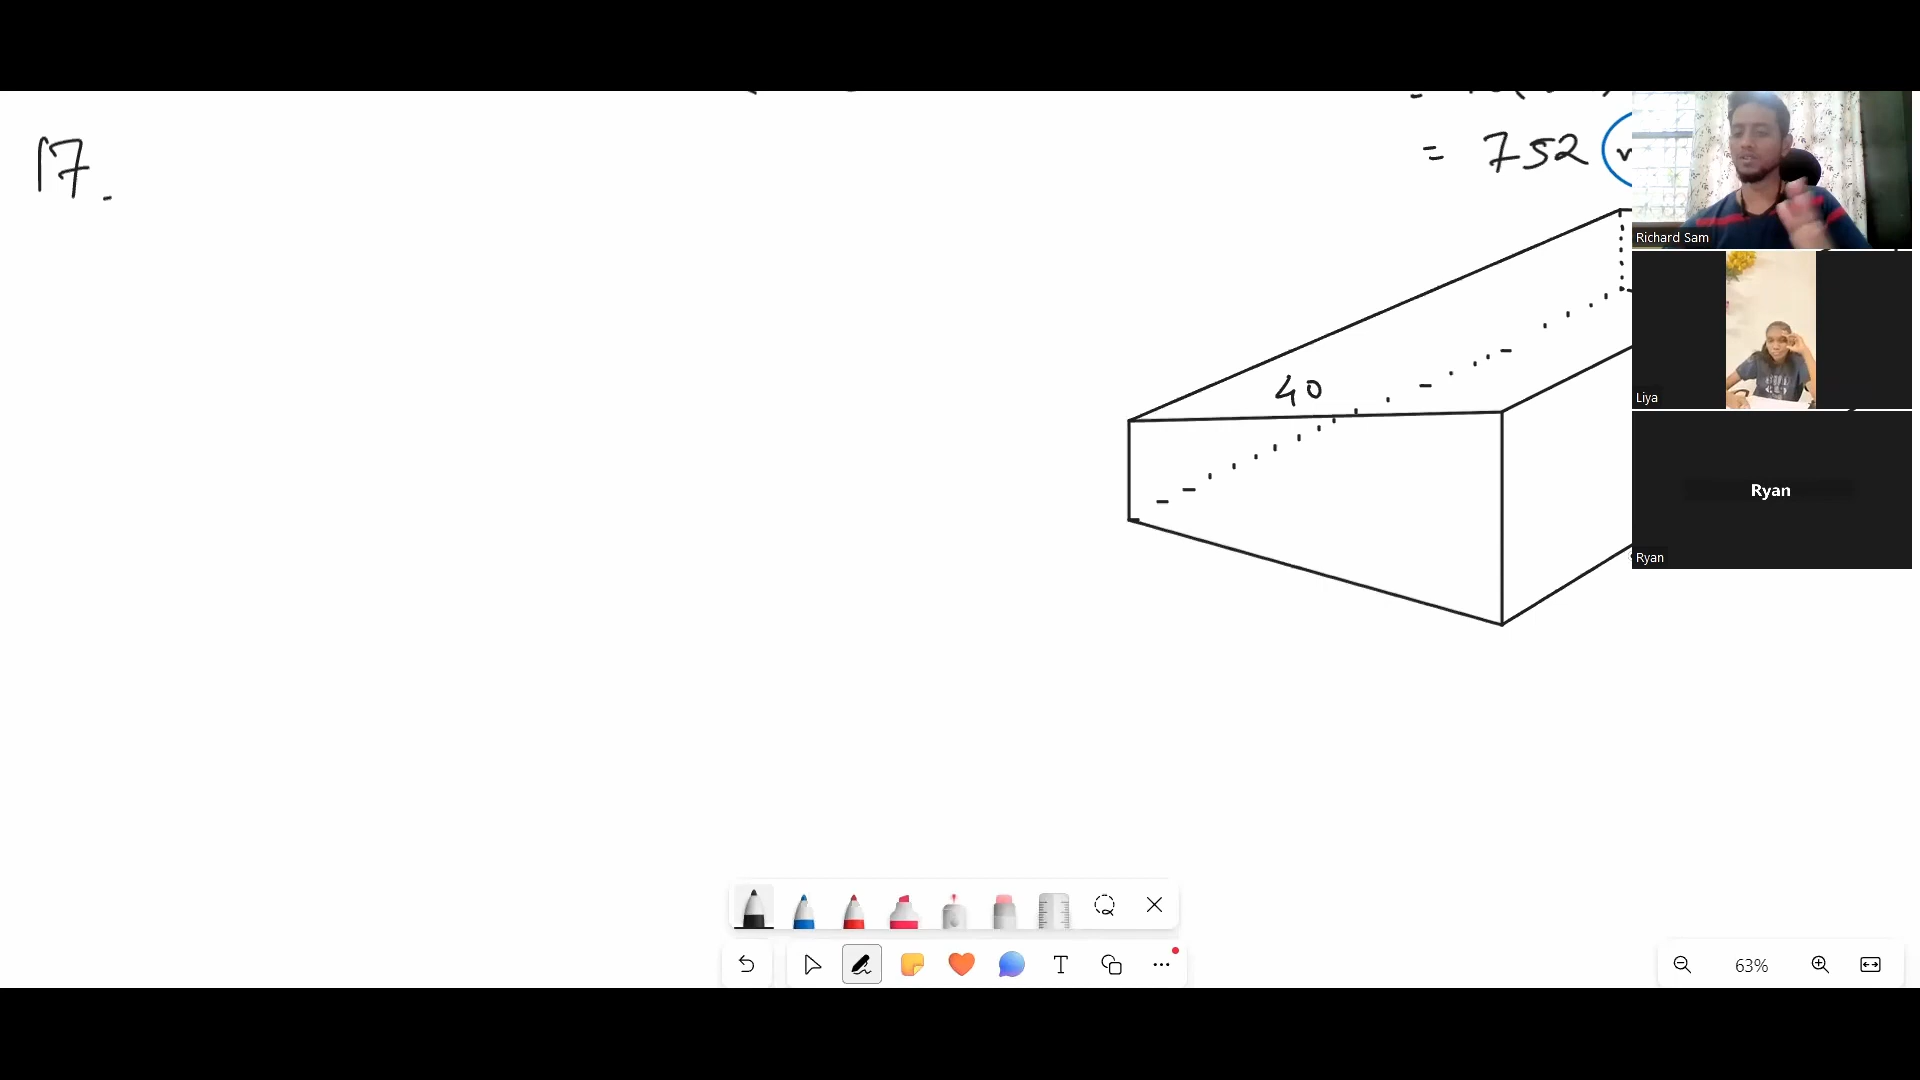 17.
= 752
40
Richard Sam
Liya
Ryan
Ryan
T
63%